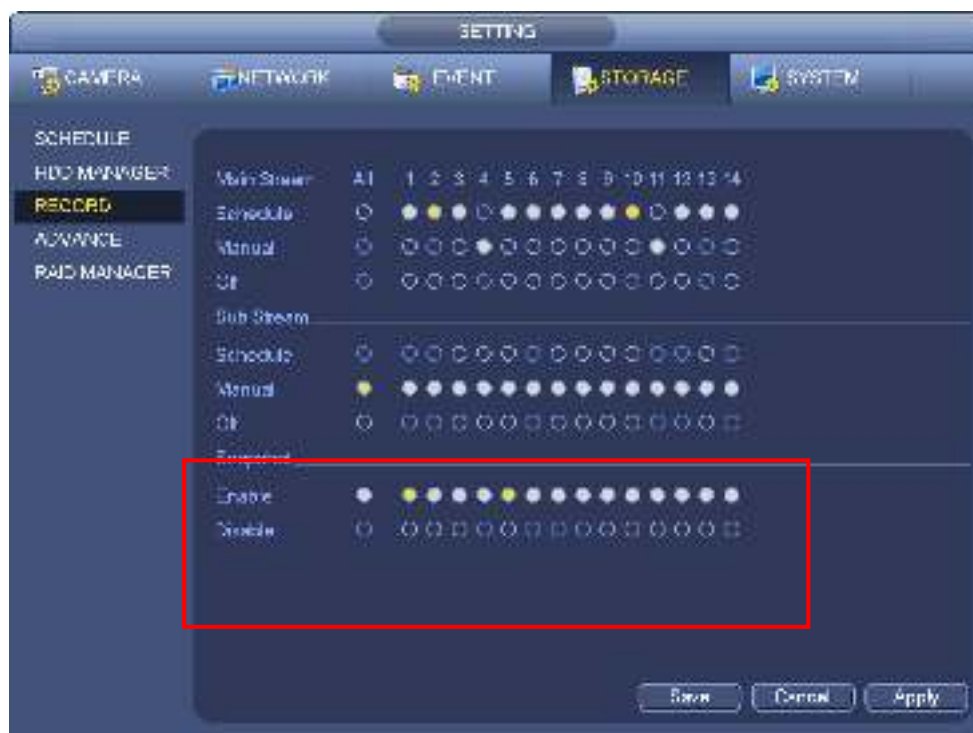 SETTING
CAMERA NETWORK EVENT STORAGE SYSTEM
SCHEDULE
HDD MANAGER
RECORD
ADVANCE
RAID MANAGER
Main Stream All 1 2 3 4 5 6 7 8 9 10 11 12 13 14
Schedule
Manual
Off
Sub Stream
Schedule
Manual
Off
Snapshot
Enable
Disable
Save Cancel Apply